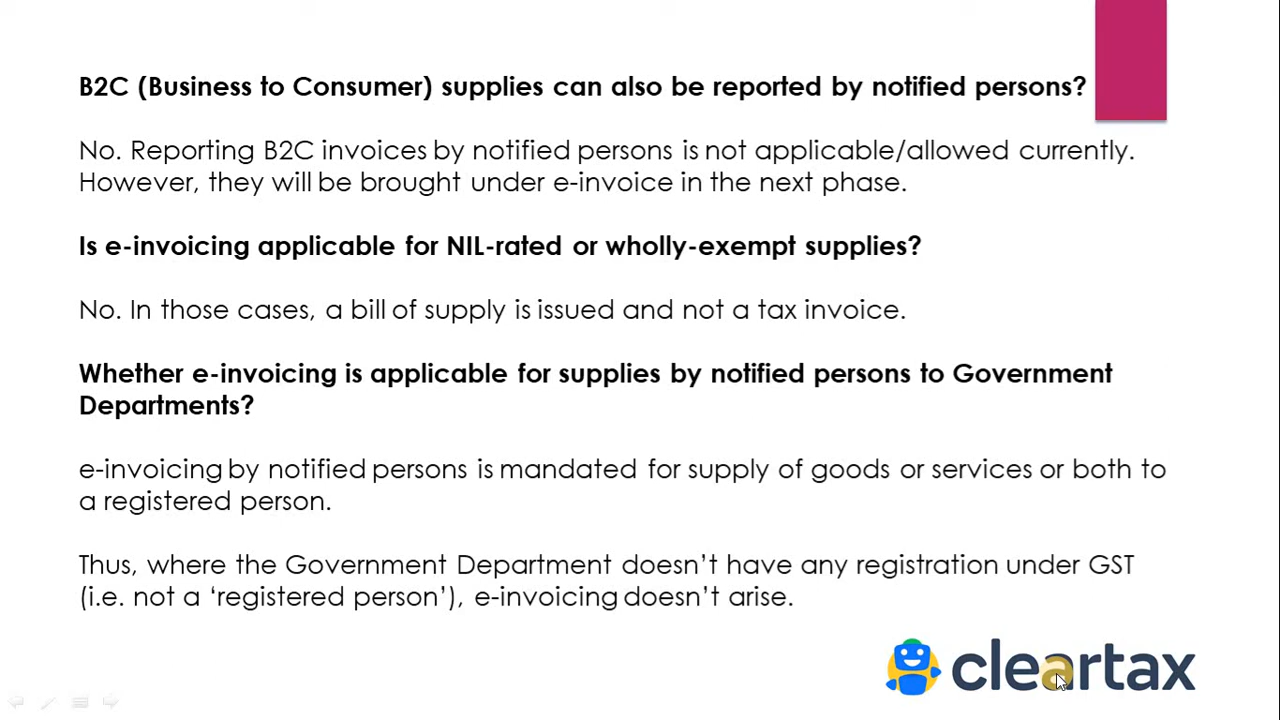 B2C (Business to Consumer) supplies can also be reported by notified persons?
No. Reporting B2C invoices by notified persons is not applicable/allowed currently.
However, they will be brought under e-invoice in the next phase.
Is e-invoicing applicable for NIL-rated or wholly-exempt supplies?
No. In those cases, a bill of supply is issued and not a tax invoice.
Whether e-invoicing is applicable for supplies by notified persons to Government
Departments?
e-invoicing by notified persons is mandated for supply of goods or services or both to
a registered person.
Thus, where the Government Department doesn’t have any registration under GST
(i.e. not a ‘registered person’), e-invoicing doesn’t arise.
cleartax